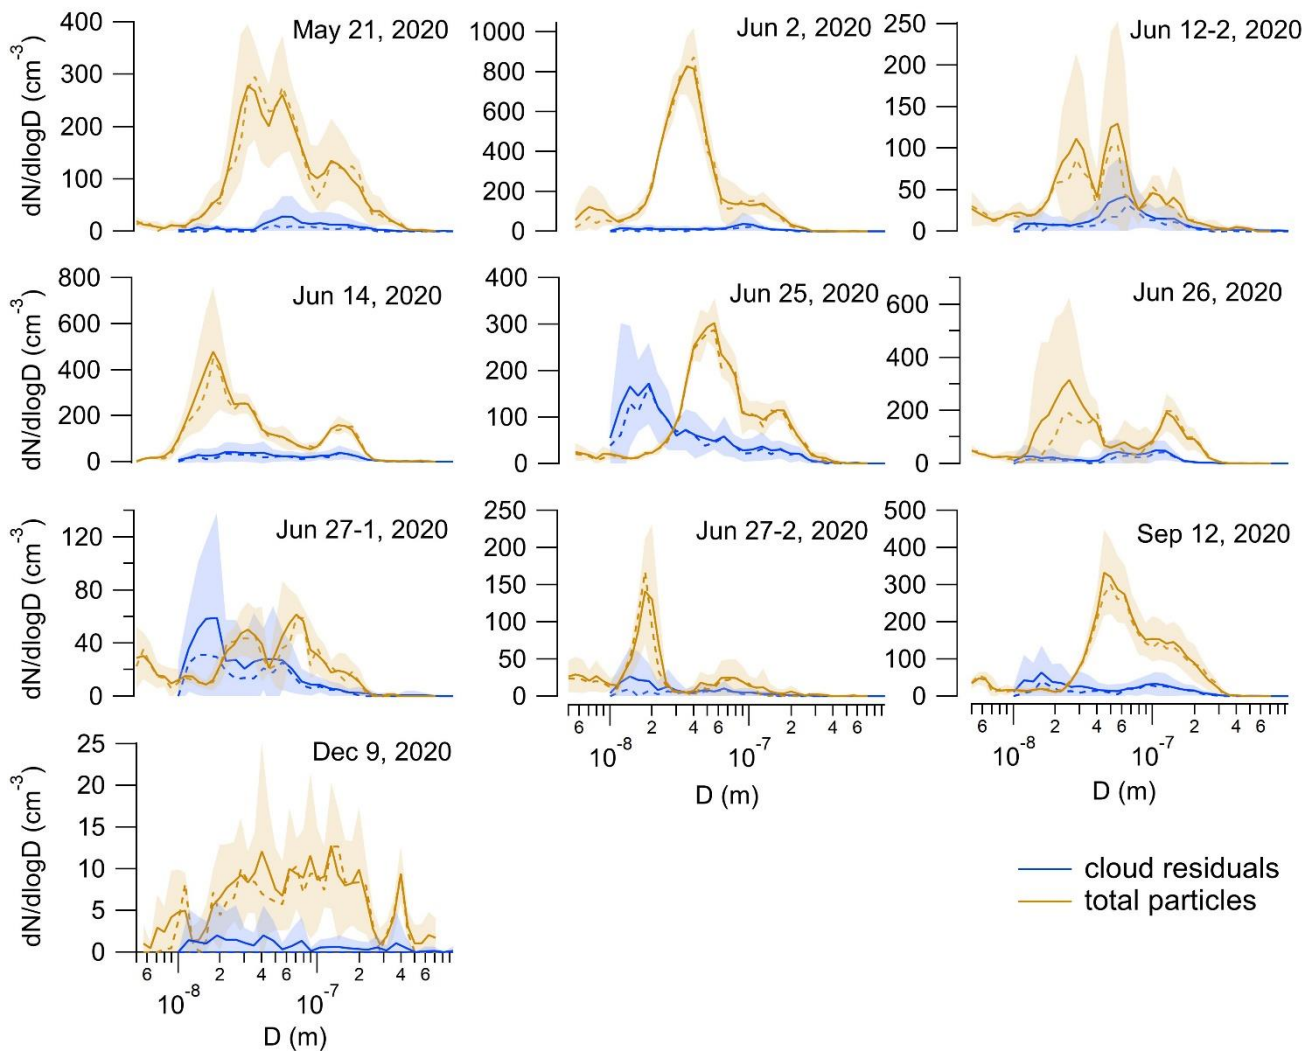 dN/dlogD (cm⁻³)
400
300
200
100
0
May 21, 2020
1000
800
600
400
200
0
Jun 2, 2020
250
200
150
100
50
0
Jun 12-2, 2020
dN/dlogD (cm⁻³)
800
600
400
200
0
Jun 14, 2020
400
300
200
100
0
Jun 25, 2020
600
400
200
0
Jun 26, 2020
dN/dlogD (cm⁻³)
120
80
40
0
Jun 27-1, 2020
250
200
150
100
50
0
Jun 27-2, 2020
6 2 4 6 2 4 6
10⁻⁸ 10⁻⁷
D (m)
500
400
300
200
100
0
Sep 12, 2020
6 2 4 6 2 4 6
10⁻⁸ 10⁻⁷
D (m)
dN/dlogD (cm⁻³)
25
20
15
10
5
0
Dec 9, 2020
6 2 4 6 2 4 6
10⁻⁸ 10⁻⁷
D (m)
cloud residuals
total particles